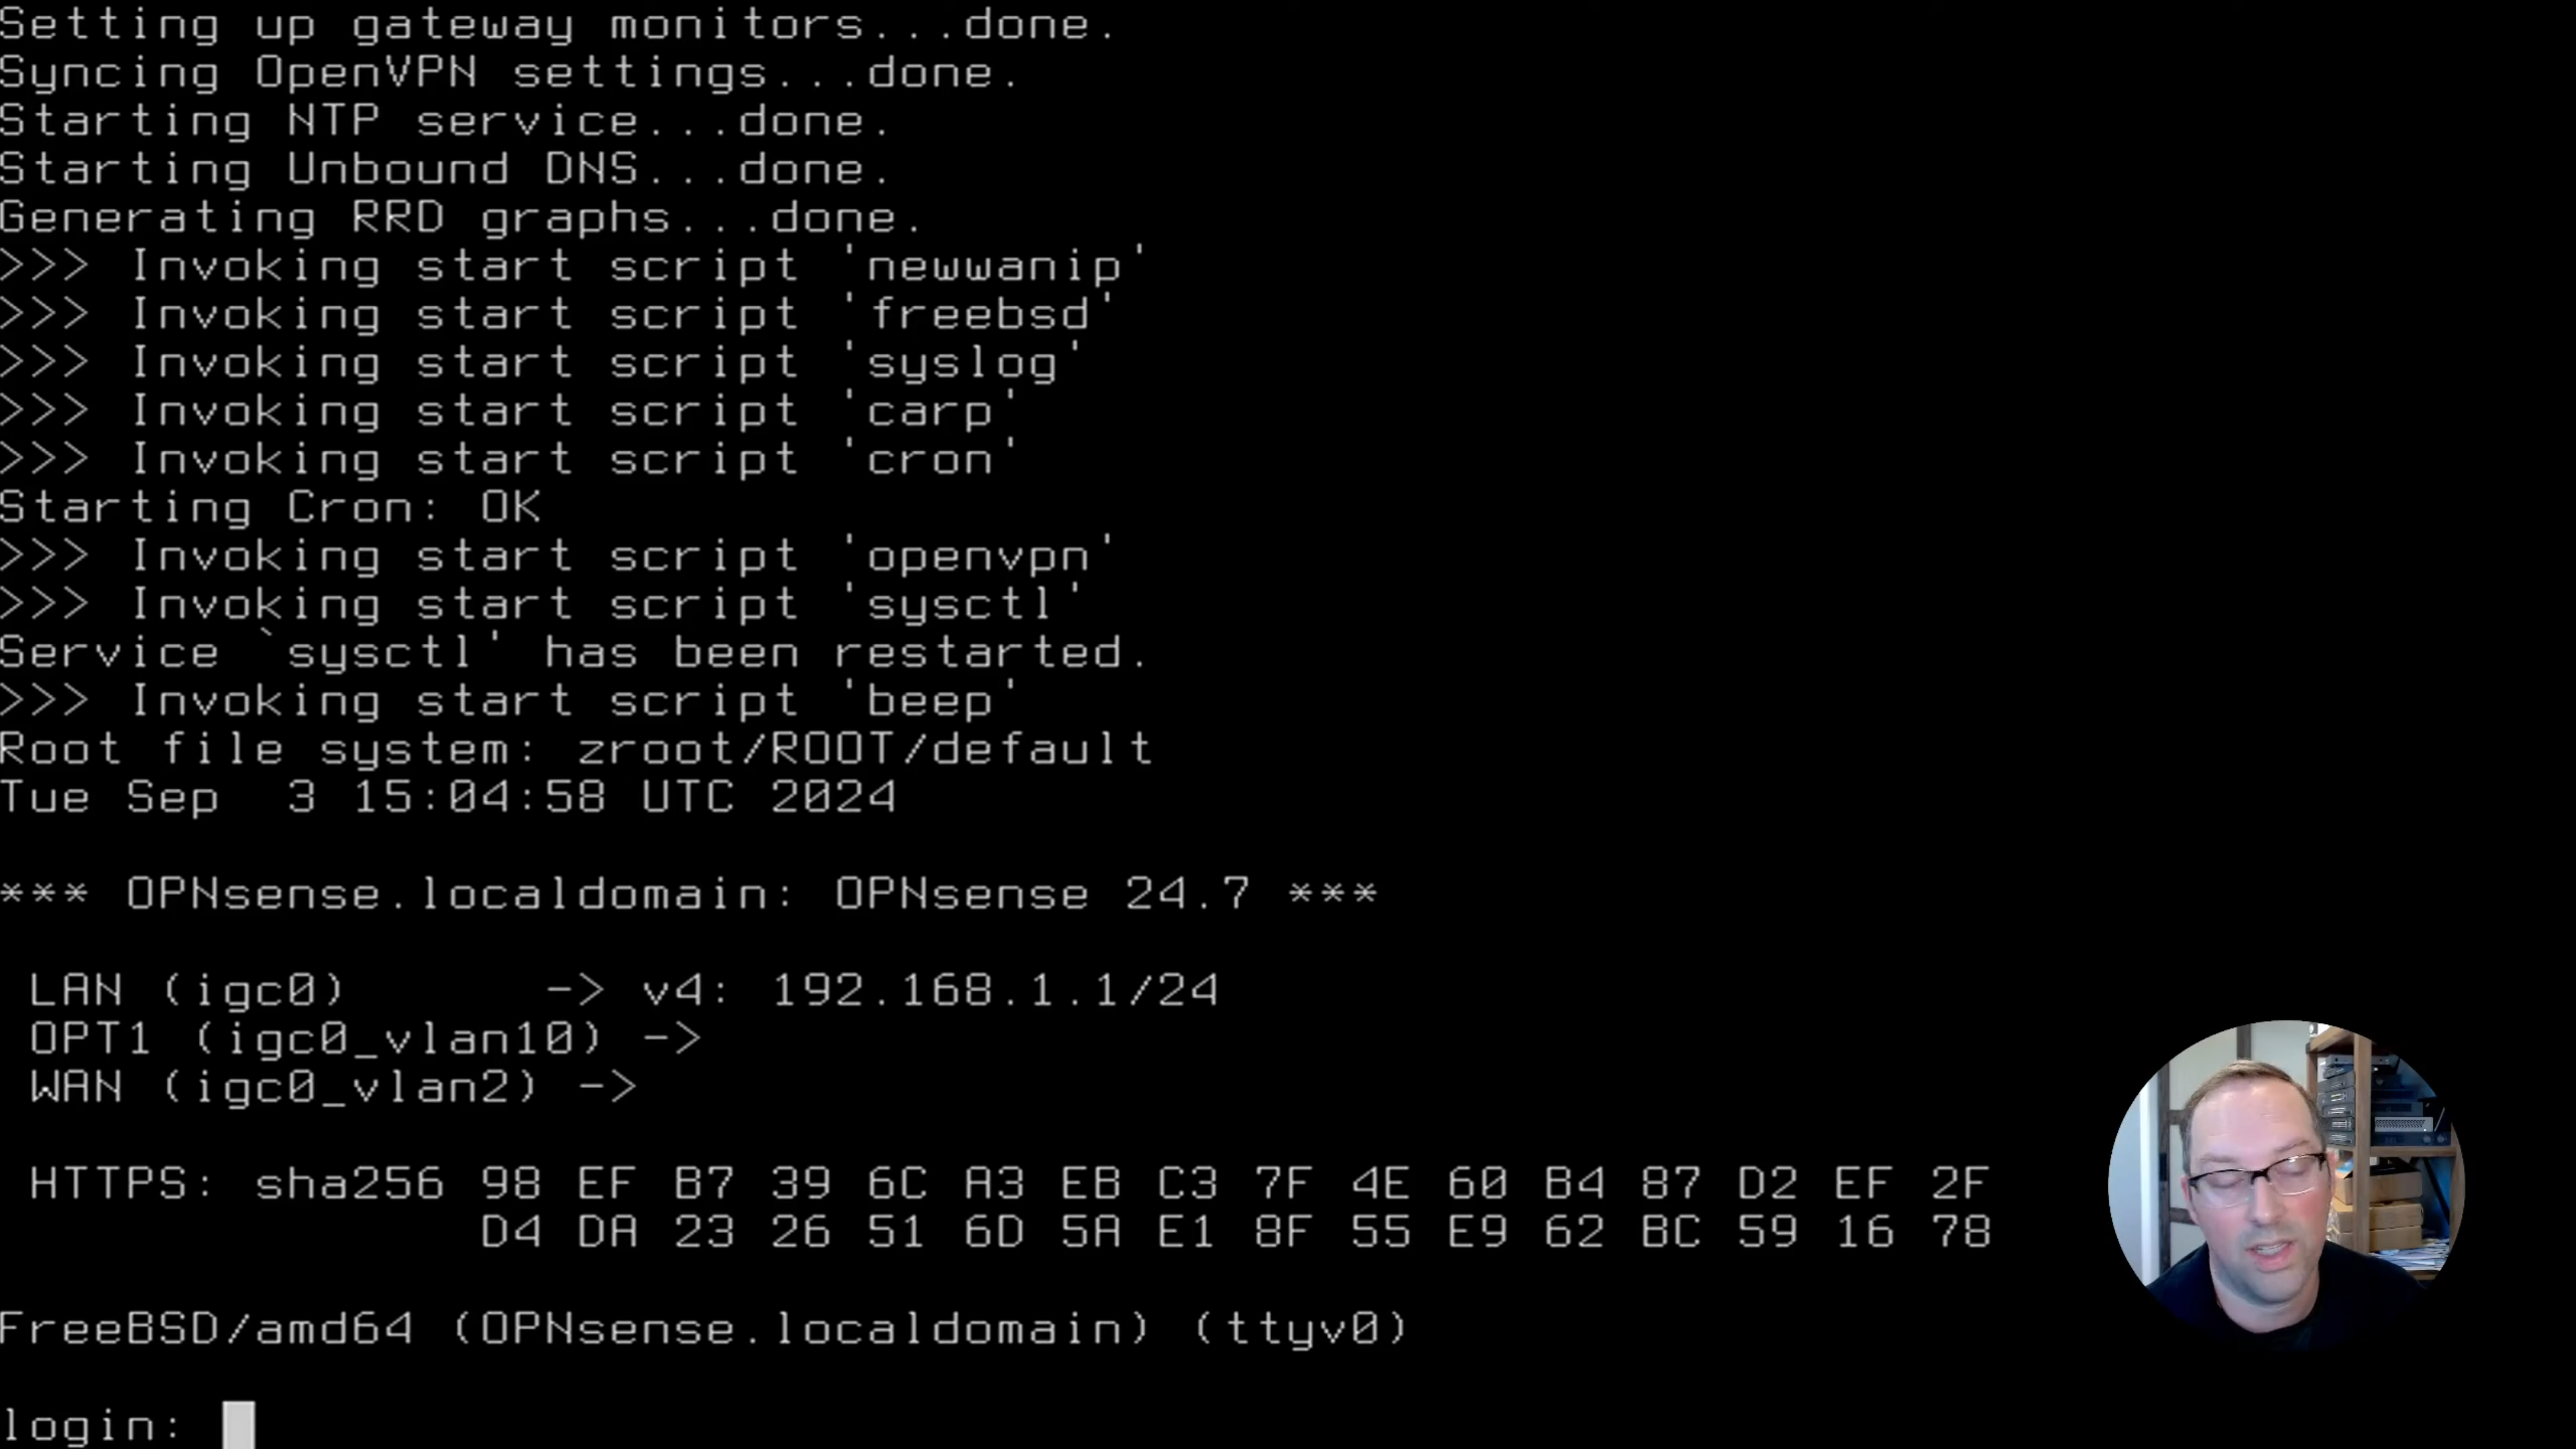 Setting up gateway monitors...done.
Syncing OpenVPN settings...done.
Starting NTP service...done.
Starting Unbound DNS...done.
Generating RRD graphs...done.
>>> Invoking start script 'newwanip'
>>> Invoking start script 'freebsd'
>>> Invoking start script 'syslog'
>>> Invoking start script 'carp'
>>> Invoking start script 'cron'
Starting Cron: OK
>>> Invoking start script 'openvpn'
>>> Invoking start script 'sysctl'
Service `sysctl' has been restarted.
>>> Invoking start script 'beep'
Root file system: zroot/ROOT/default
Tue Sep  3 15:04:58 UTC 2024
*** OPNsense.localdomain: OPNsense 24.7 ***
LAN (igc0)      -> v4: 192.168.1.1/24
OPT1 (igc0_vlan10) ->
WAN (igc0_vlan2) ->
HTTPS: sha256 98 EF B7 39 6C A3 EB C3 7F 4E 60 B4 87 D2 EF 2F
D4 DA 23 26 51 6D 5A E1 8F 55 E9 62 BC 59 16 78
FreeBSD/amd64 (OPNsense.localdomain) (ttyv0)
login: